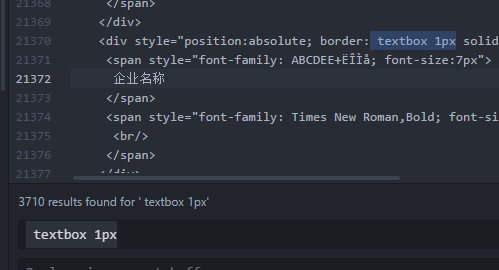 21368 </span>
21369 </div>
21370 <div style="position:absolute; border: textbox 1px solid
21371 <span style="font-family: ABCDEE+ËÎÌå; font-size:7px">
21372 企业名称
21373 </span>
21374 <span style="font-family: Times New Roman,Bold; font-si
21375 <br/>
21376 </span>
21377 </div>
3710 results found for ' textbox 1px'
textbox 1px